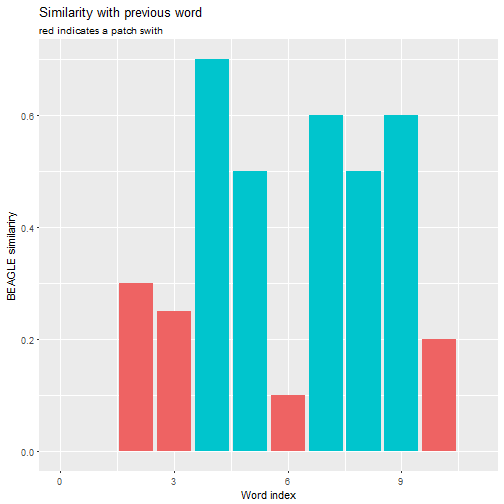 Similarity with previous word
red indicates a patch swith
BEAGLE similariry
0.6
0.4
0.2
0.0
0 3 6 9
Word index